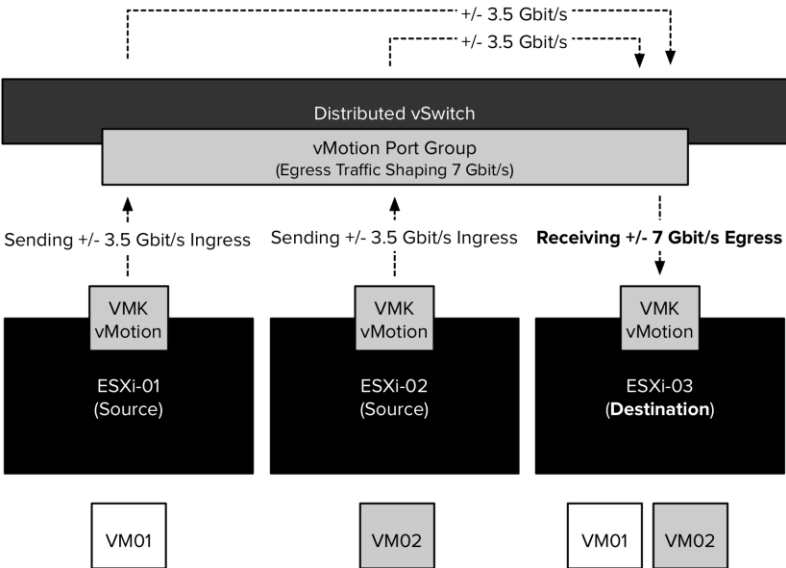 +/- 3.5 Gbit/s
+/- 3.5 Gbit/s
Distributed vSwitch
vMotion Port Group
(Egress Traffic Shaping 7 Gbit/s)
Sending +/- 3.5 Gbit/s Ingress
Sending +/- 3.5 Gbit/s Ingress
Receiving +/- 7 Gbit/s Egress
VMK
vMotion
VMK
vMotion
VMK
vMotion
ESXi-01
(Source)
ESXi-02
(Source)
ESXi-03
(Destination)
VM01
VM02
VM01
VM02